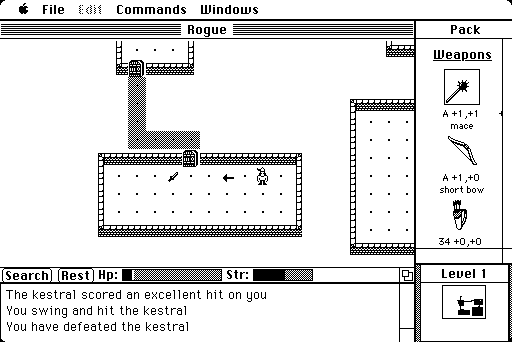 File Edit Commands Windows
Rogue
Pack
Weapons
A +1,+1
mace
A +1,+0
short bow
34 +0,+0
Search Rest Hp: Str:
Level 1
The kestral scored an excellent hit on you
You swing and hit the kestral
You have defeated the kestral